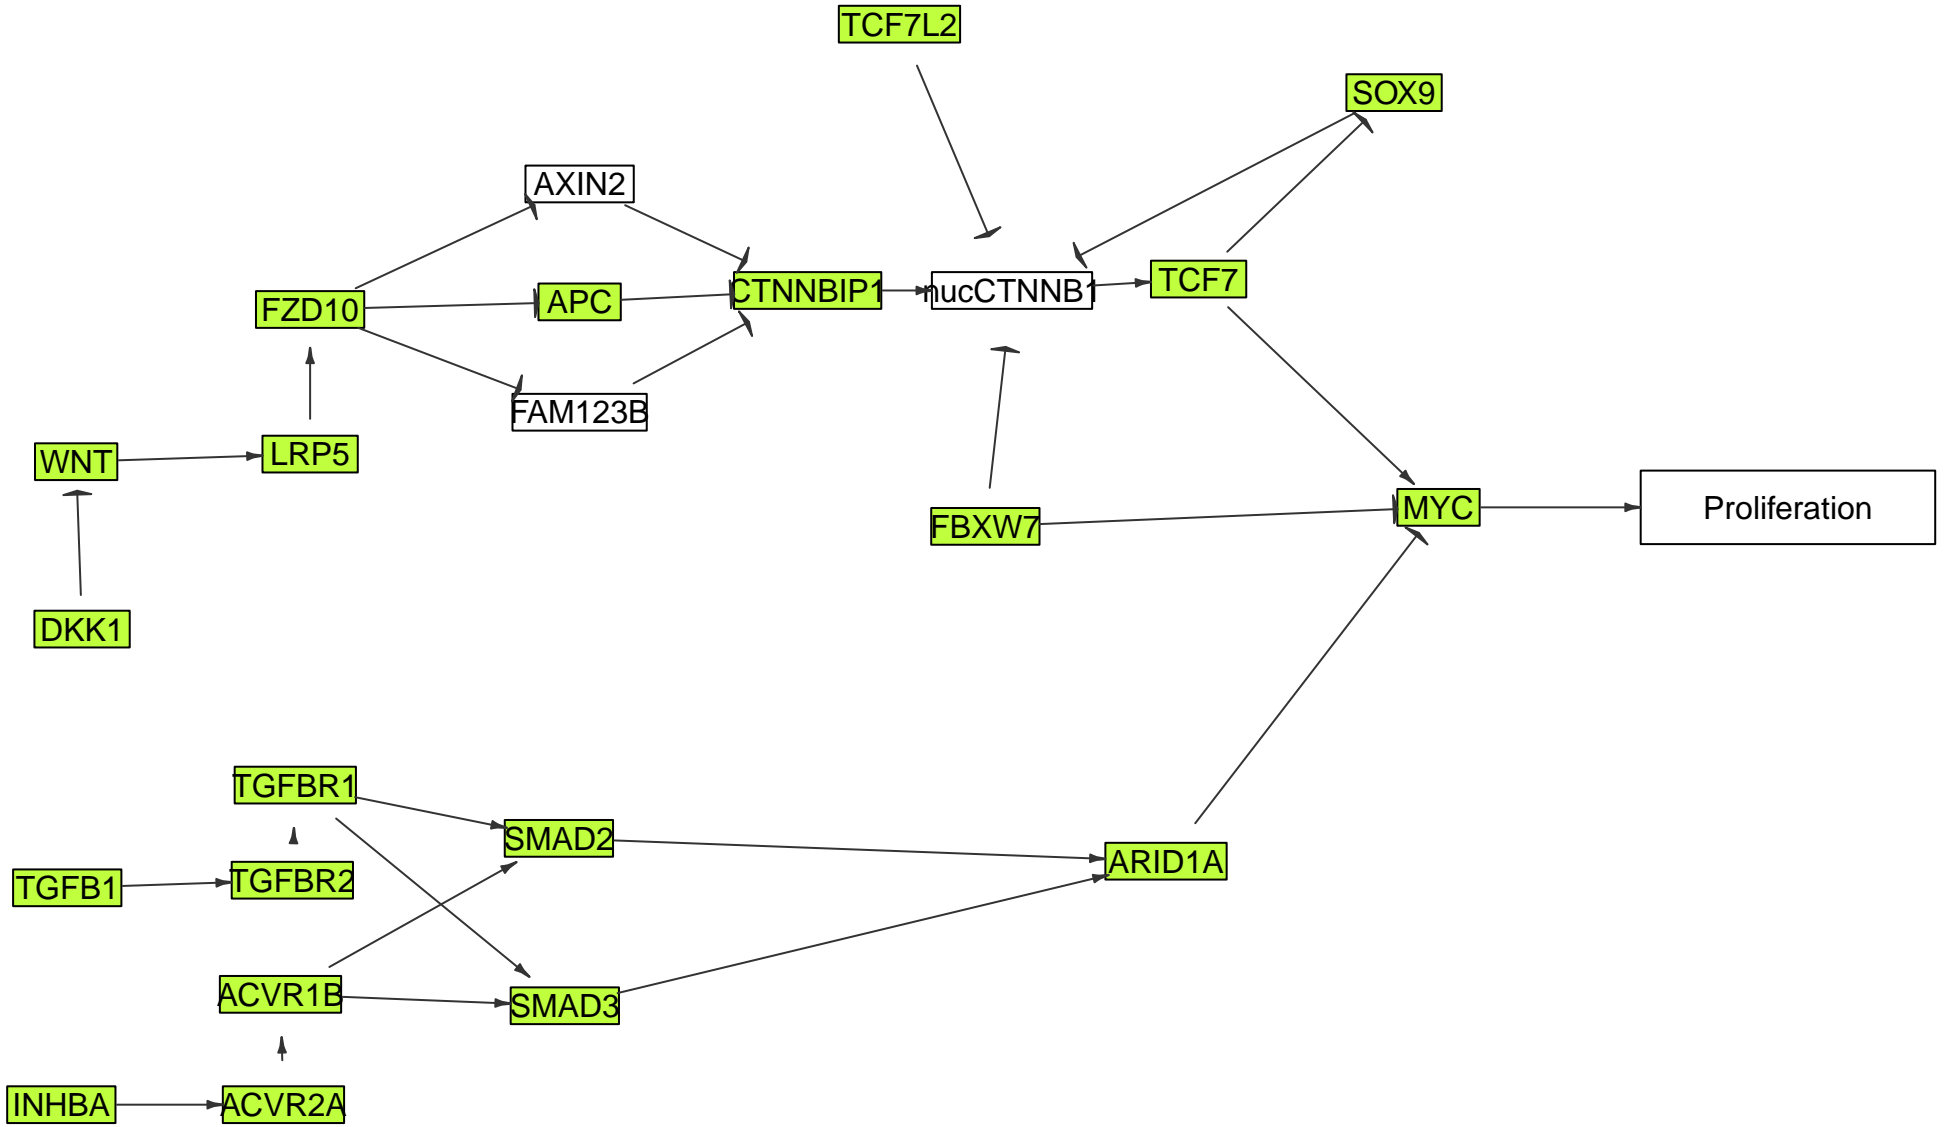 TCF7L2
SOX9
AXIN2
TCF7
CTNNBIP1
nucCTNNB1
APC
FZD10
FAM123B
LRP5
WNT
MYC
Proliferation
FBXW7
DKK1
TGFBR1
SMAD2
ARID1A
TGFBR2
TGFB1
ACVR1B
SMAD3
INHBA
ACVR2A